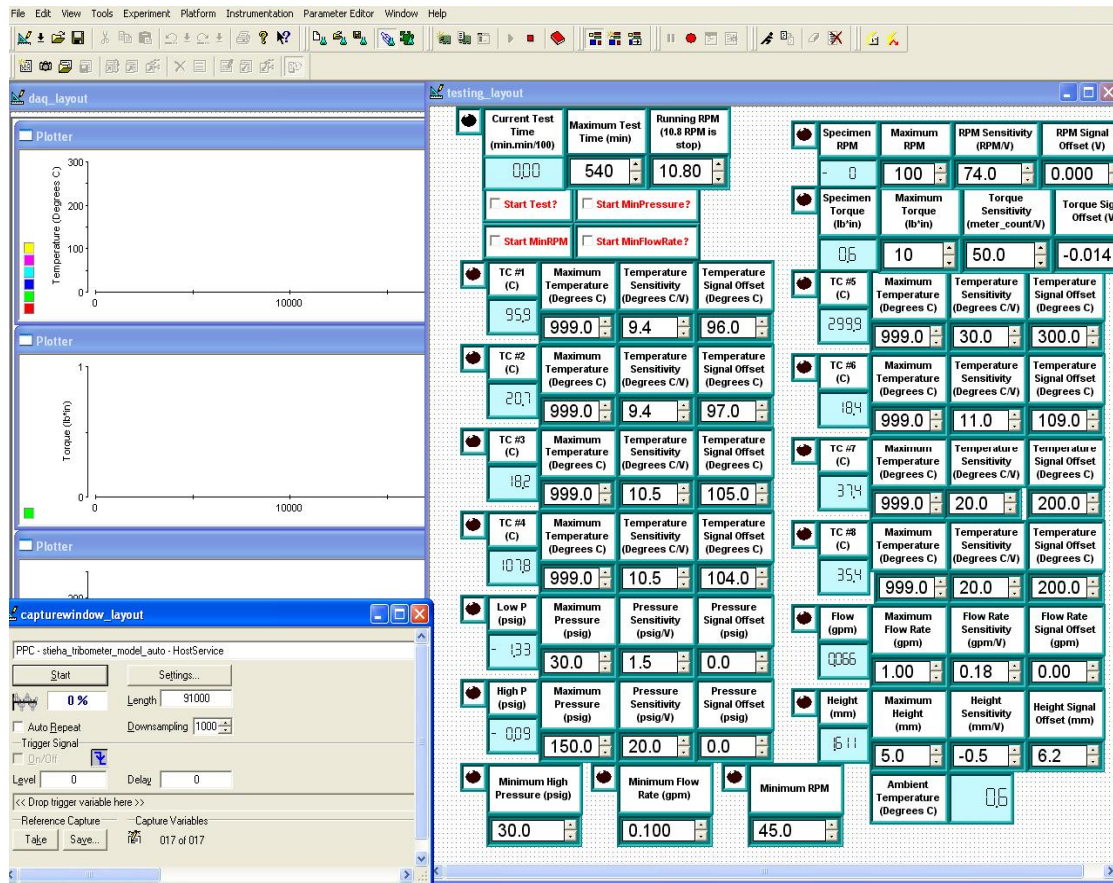 File Edit View Tools Experiment Platform Instrumentation Parameter Editor Window Help
daq_layout
Plotter
Temperature (Degrees C)
300
200
100
0
0 10000
Plotter
Torque (lb*in)
1
0
0 10000
Plotter
200
capturewindow_layout
PPC - stieha_tribometer_model_auto - HostService
Start Settings...
0 % Length 91000
Auto Repeat Downsampling 1000
Trigger Signal
On/Off
Level 0 Delay 0
<< Drop trigger variable here >>
Reference Capture Capture Variables
Take Save... 017 of 017
testing_layout
Current Test
Time
(min.min/100)
0.00
Maximum Test
Time (min)
540
Running RPM
(10.8 RPM is
stop)
10.80
Start Test? Start MinPressure?
Start MinRPM Start MinFlowRate?
Specimen
RPM
- 0
Maximum
RPM
100
RPM Sensitivity
(RPM/V)
74.0
RPM Signal
Offset (V)
0.000
Specimen
Torque
(lb*in)
0.6
Maximum
Torque
(lb*in)
10
Torque
Sensitivity
(meter_count/V)
50.0
Torque Sig
Offset (V
-0.014
TC #1
(C)
95.9
Maximum
Temperature
(Degrees C)
999.0
Temperature
Sensitivity
(Degrees C/V)
9.4
Temperature
Signal Offset
(Degrees C)
96.0
TC #2
(C)
20.7
Maximum
Temperature
(Degrees C)
999.0
Temperature
Sensitivity
(Degrees C/V)
9.4
Temperature
Signal Offset
(Degrees C)
97.0
TC #3
(C)
18.2
Maximum
Temperature
(Degrees C)
999.0
Temperature
Sensitivity
(Degrees C/V)
10.5
Temperature
Signal Offset
(Degrees C)
105.0
TC #4
(C)
107.8
Maximum
Temperature
(Degrees C)
999.0
Temperature
Sensitivity
(Degrees C/V)
10.5
Temperature
Signal Offset
(Degrees C)
104.0
Low P
(psig)
- 1.33
Maximum
Pressure
(psig)
30.0
Pressure
Sensitivity
(psig/V)
1.5
Pressure
Signal Offset
(psig)
0.0
High P
(psig)
- 0.09
Maximum
Pressure
(psig)
150.0
Pressure
Sensitivity
(psig/V)
20.0
Pressure
Signal Offset
(psig)
0.0
TC #5
(C)
299.9
Maximum
Temperature
(Degrees C)
999.0
Temperature
Sensitivity
(Degrees C/V)
30.0
Temperature
Signal Offset
(Degrees C)
300.0
TC #6
(C)
18.4
Maximum
Temperature
(Degrees C)
999.0
Temperature
Sensitivity
(Degrees C/V)
11.0
Temperature
Signal Offset
(Degrees C)
109.0
TC #7
(C)
37.4
Maximum
Temperature
(Degrees C)
999.0
Temperature
Sensitivity
(Degrees C/V)
20.0
Temperature
Signal Offset
(Degrees C)
200.0
TC #8
(C)
35.4
Maximum
Temperature
(Degrees C)
999.0
Temperature
Sensitivity
(Degrees C/V)
20.0
Temperature
Signal Offset
(Degrees C)
200.0
Flow
(gpm)
0.066
Maximum
Flow Rate
(gpm)
1.00
Flow Rate
Sensitivity
(gpm/V)
0.18
Flow Rate
Signal Offset
(gpm)
0.00
Height
(mm)
Maximum
Height
(mm)
5.0
Height
Sensitivity
(mm/V)
-0.5
Height Signal
Offset (mm)
6.2
Minimum High
Pressure (psig)
30.0
Minimum Flow
Rate (gpm)
0.100
Minimum RPM
45.0
Ambient
Temperature
(Degrees C)
0.6